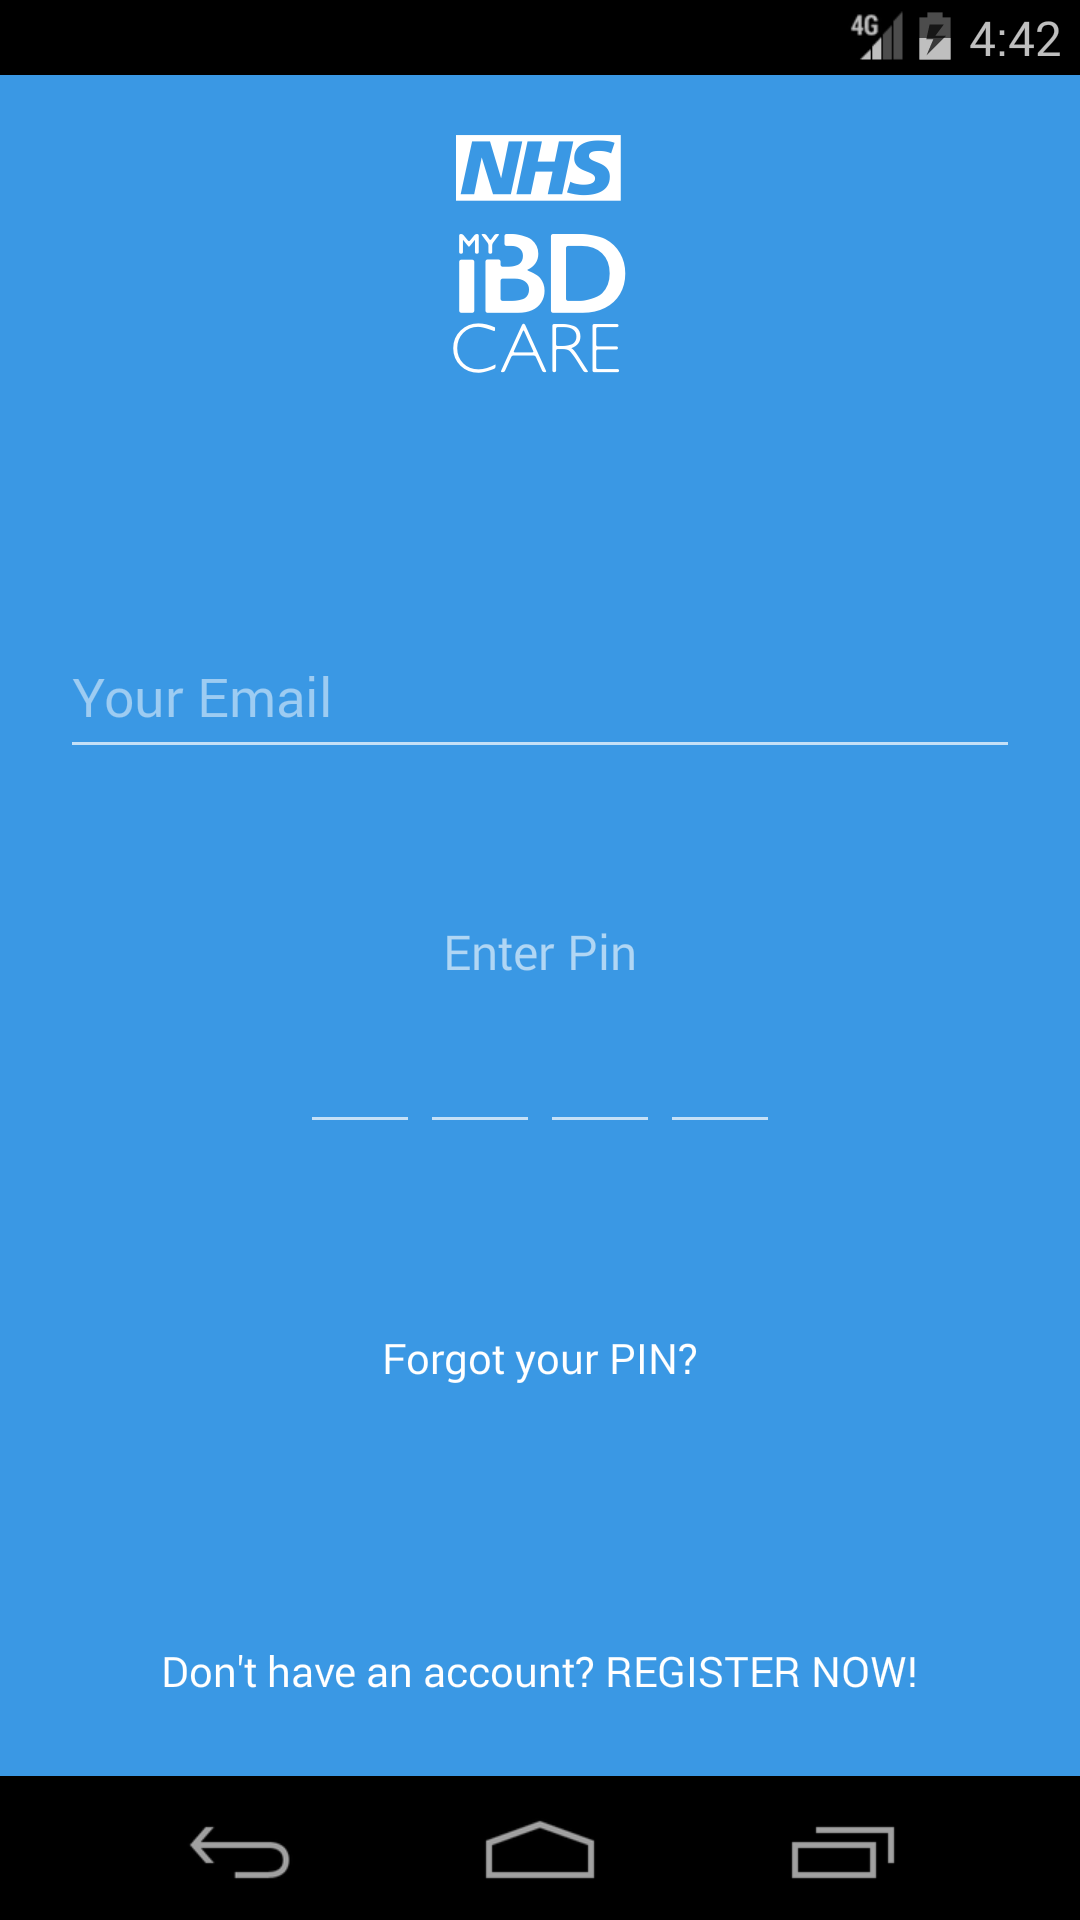 4G 4:42
NHS
MY
iBD
CARE
Your Email
Enter Pin
Forgot your PIN?
Don't have an account? REGISTER NOW!